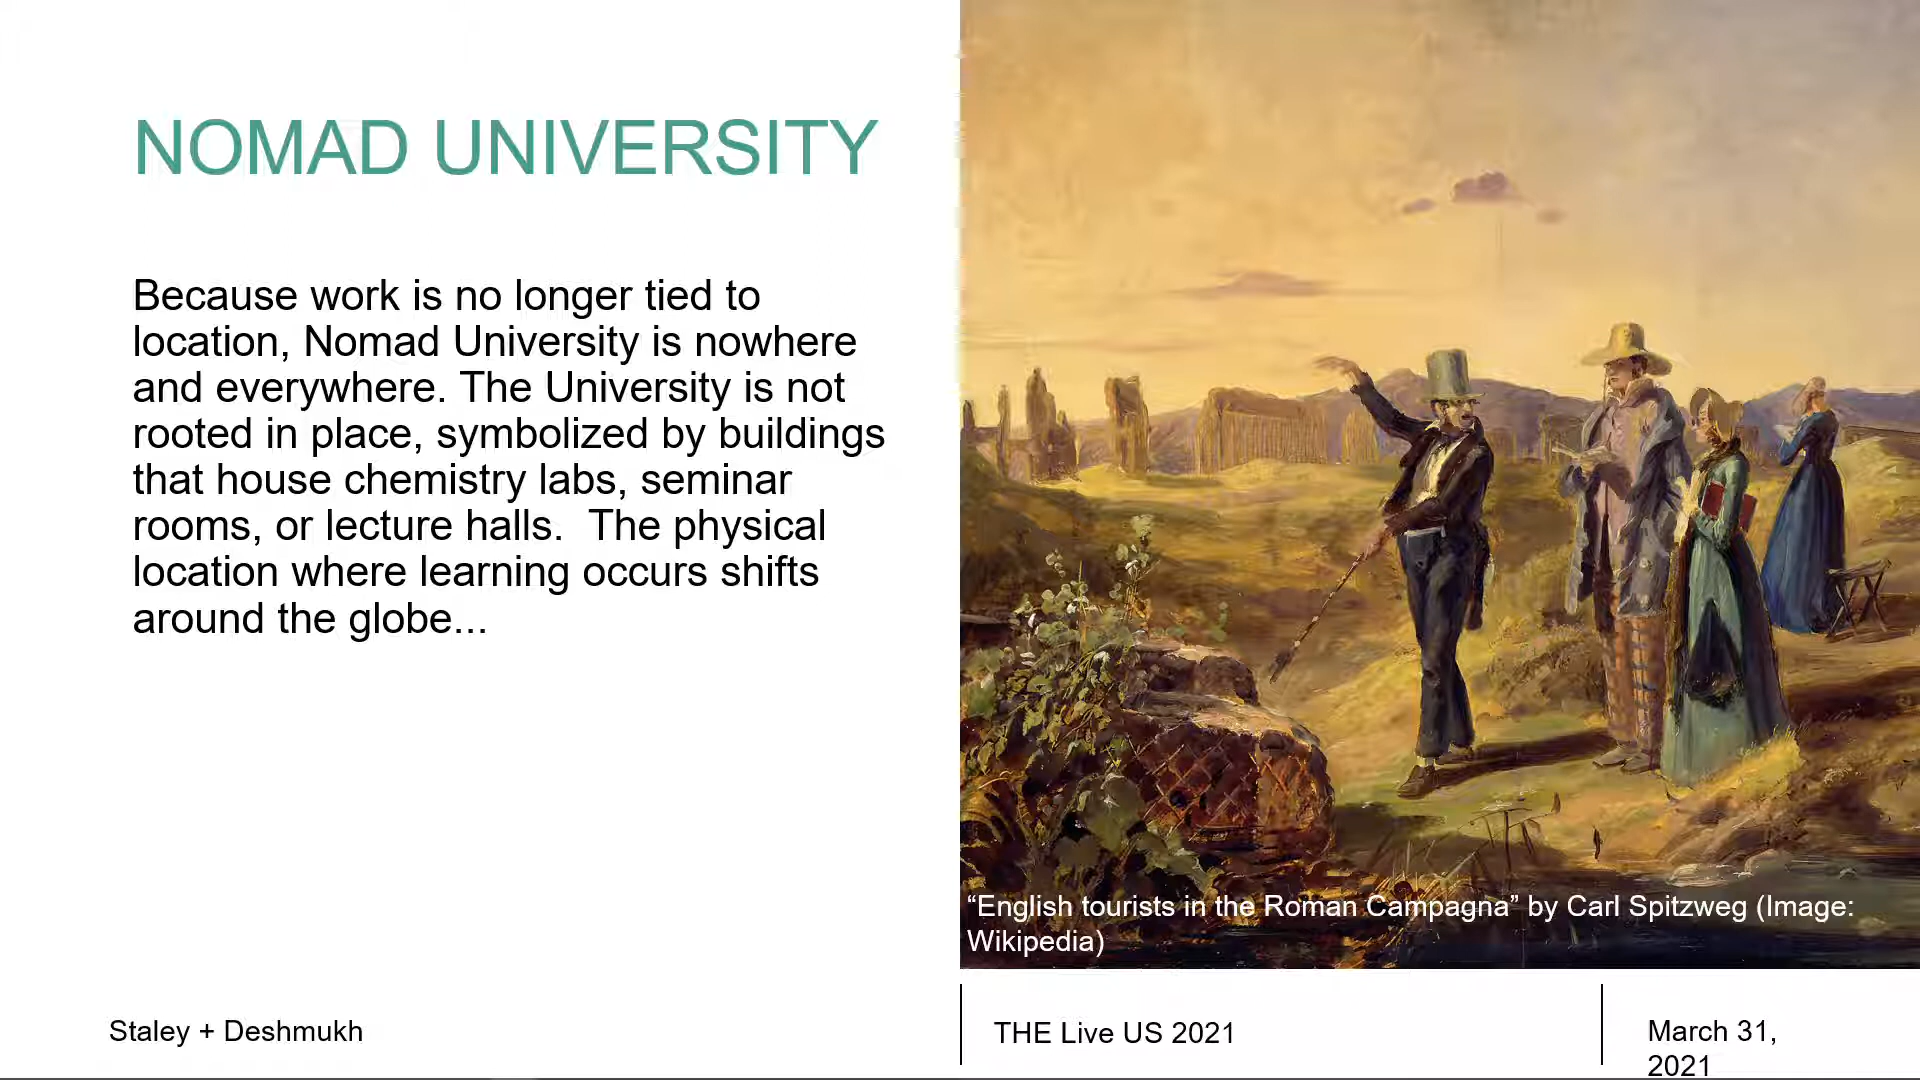 NOMAD UNIVERSITY
Because work is no longer tied to
location, Nomad University is nowhere
and everywhere. The University is not
rooted in place, symbolized by buildings
that house chemistry labs, seminar
rooms, or lecture halls.  The physical
location where learning occurs shifts
around the globe...
“English tourists in the Roman Campagna” by Carl Spitzweg (Image:
Wikipedia)
Staley + Deshmukh
THE Live US 2021
March 31,
2021